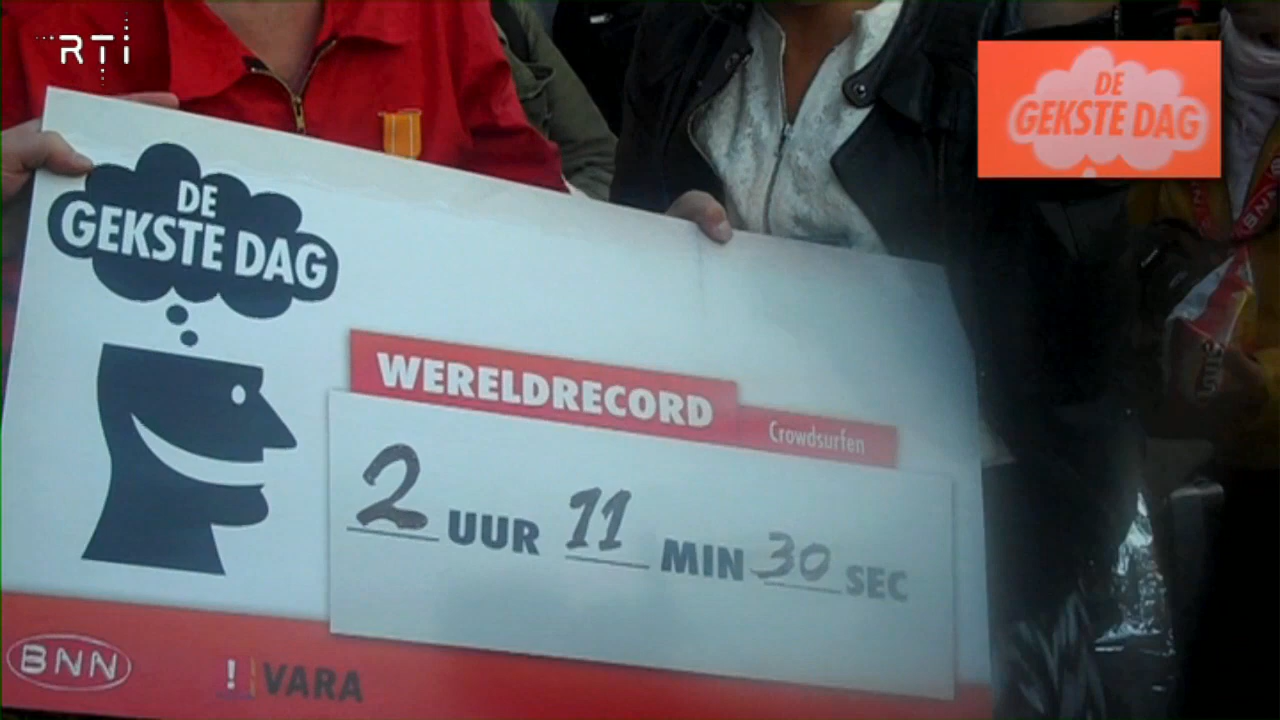 RTi
DE
GEKSTE DAG
DE
GEKSTE DAG
WERELDRECORD
Crowdsurfen
2 UUR 11 MIN 30 SEC
BNN
! VARA